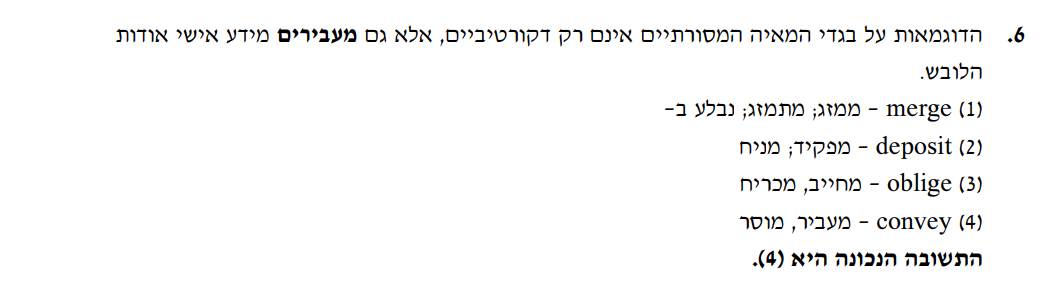 6. הדוגמאות על בגדי המאיה המסורתיים אינם רק דקורטיביים, אלא גם מעבירים מידע אישי אודות
הלובש.
(1) merge – ממזג; מתמזג; נבלע ב-
(2) deposit – מפקיד; מניח
(3) oblige – מחייב, מכריח
(4) convey – מעביר, מוסר
התשובה הנכונה היא (4).